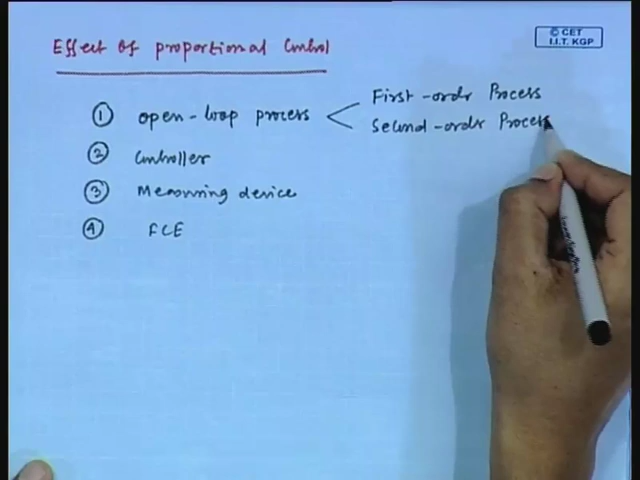 © CET
I.I.T. KGP
Effect of proportional Control
① open-loop process
First-order Process
Second-order Process
② Controller
③ Measuring device
④ FCE